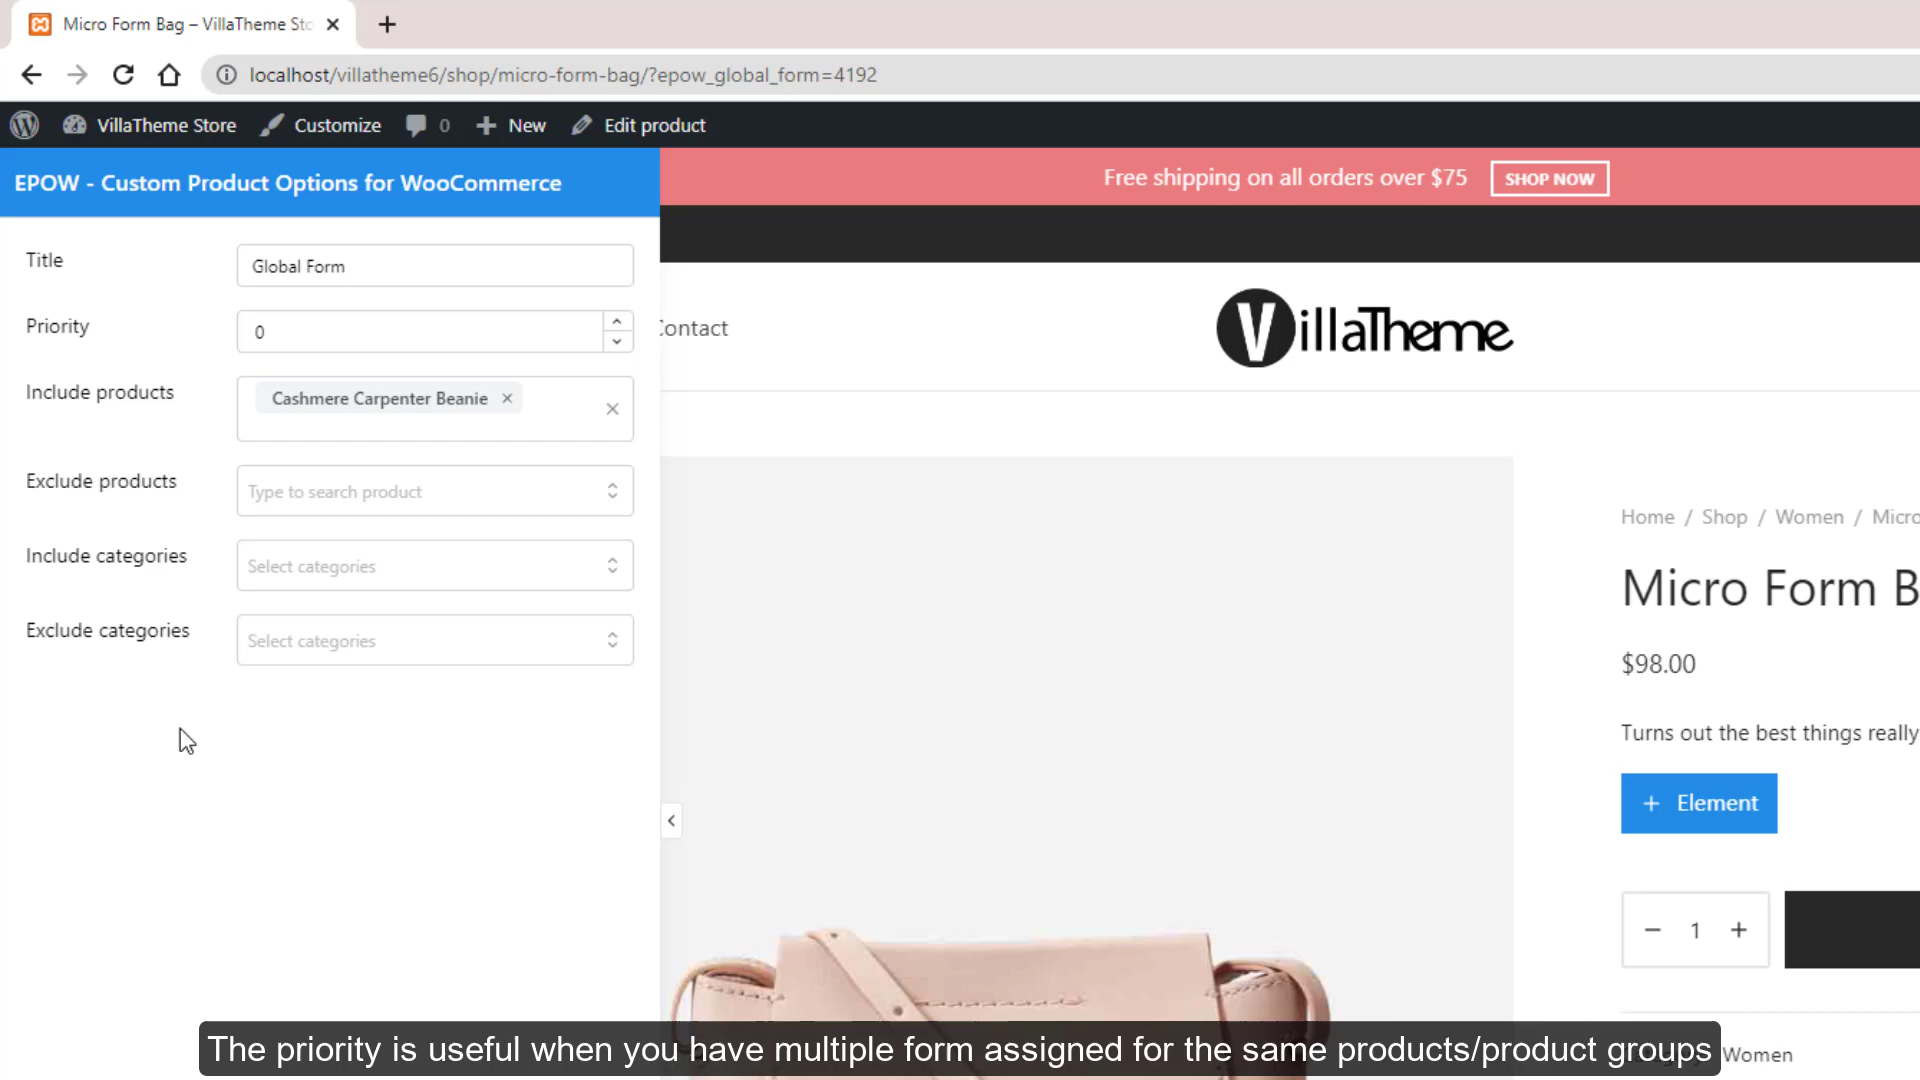 Micro Form Bag – VillaTheme Sto
localhost/villatheme6/shop/micro-form-bag/?epow_global_form=4192
VillaTheme Store
Customize
0
New
Edit product
EPOW - Custom Product Options for WooCommerce
Free shipping on all orders over $75
SHOP NOW
Title
Global Form
Priority
0
Contact
VillaTheme
Include products
Cashmere Carpenter Beanie
Exclude products
Type to search product
Include categories
Select categories
Exclude categories
Select categories
Home / Shop / Women / Micro
Micro Form B
$98.00
Turns out the best things really
+ Element
1
Women
The priority is useful when you have multiple form assigned for the same products/product groups